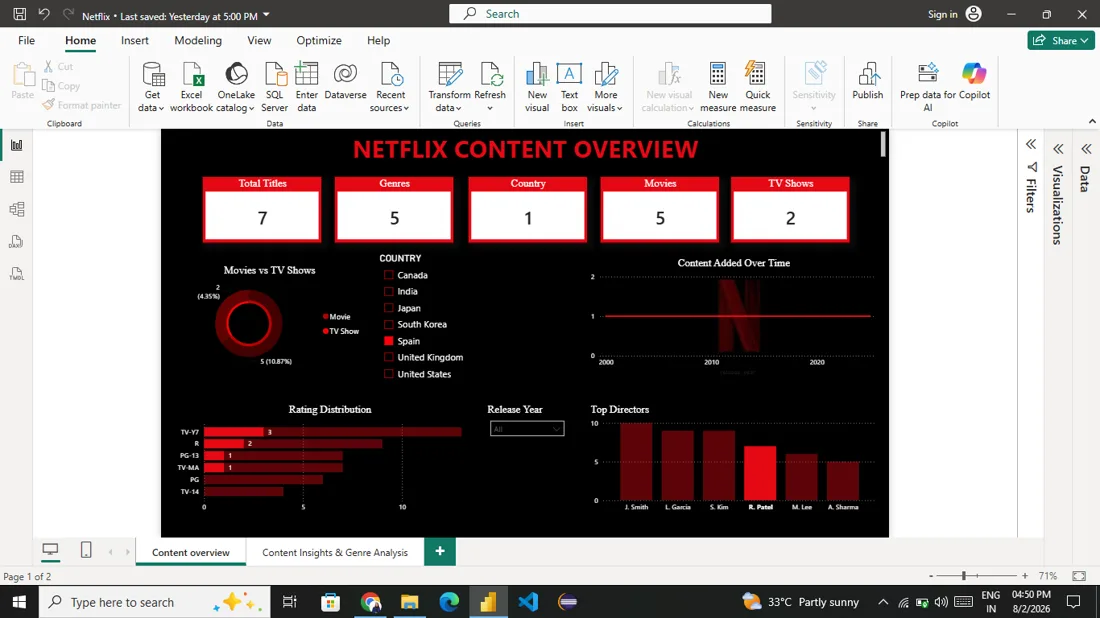 Netflix • Last saved: Yesterday at 5:00 PM
Search
Sign in
File Home Insert Modeling View Optimize Help
Share
Paste
Cut
Copy
Format painter
Clipboard
Get data
Excel workbook
OneLake catalog
SQL Server
Enter data
Dataverse
Recent sources
Data
Transform data
Refresh
Queries
New visual
Text box
More visuals
Insert
New visual calculation
New measure
Quick measure
Calculations
Sensitivity
Sensitivity
Publish
Share
Prep data for AI
Copilot
Copilot
NETFLIX CONTENT OVERVIEW
Total Titles
7
Genres
5
Country
1
Movies
5
TV Shows
2
Movies vs TV Shows
2
(4.35%)
5 (10.87%)
Movie
TV Show
COUNTRY
Canada
India
Japan
South Korea
Spain
United Kingdom
United States
Content Added Over Time
2
1
0
2000 2010 2020
Rating Distribution
TV-Y7 3
R 2
PG-13 1
TV-MA 1
PG
TV-14
0 5 10
Release Year
All
Top Directors
10
5
0
J. Smith L. Garcia S. Kim R. Patel M. Lee A. Sharma
Filters
Visualizations
Data
DAX
TMDL
Content overview
Content Insights & Genre Analysis
+
Page 1 of 2
- + 71%
Type here to search
33°C Partly sunny
ENG
IN
04:50 PM
8/2/2026